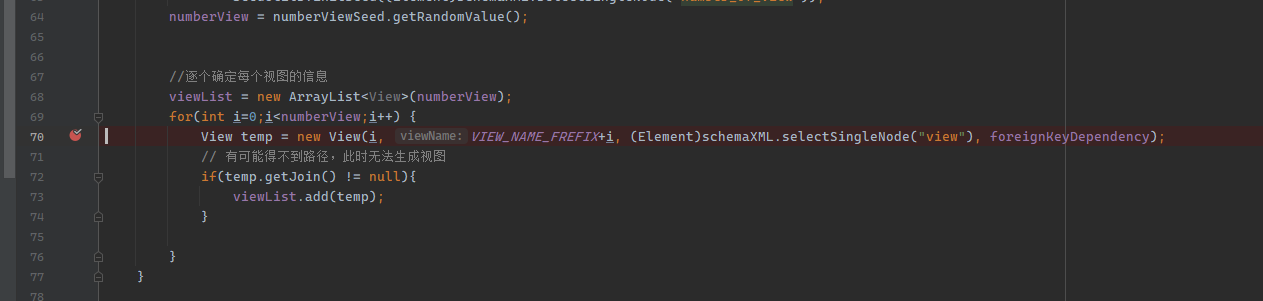 64 numberView = numberViewSeed.getRandomValue();
65
66
67 //逐个确定每个视图的信息
68 viewList = new ArrayList<View>(numberView);
69 for(int i=0;i<numberView;i++) {
70 View temp = new View(i, viewName: VIEW_NAME_FREFIX+i, (Element)schemaXML.selectSingleNode("view"), foreignKeyDependency);
71 // 有可能得不到路径，此时无法生成视图
72 if(temp.getJoin() != null){
73 viewList.add(temp);
74 }
75
76 }
77 }
78